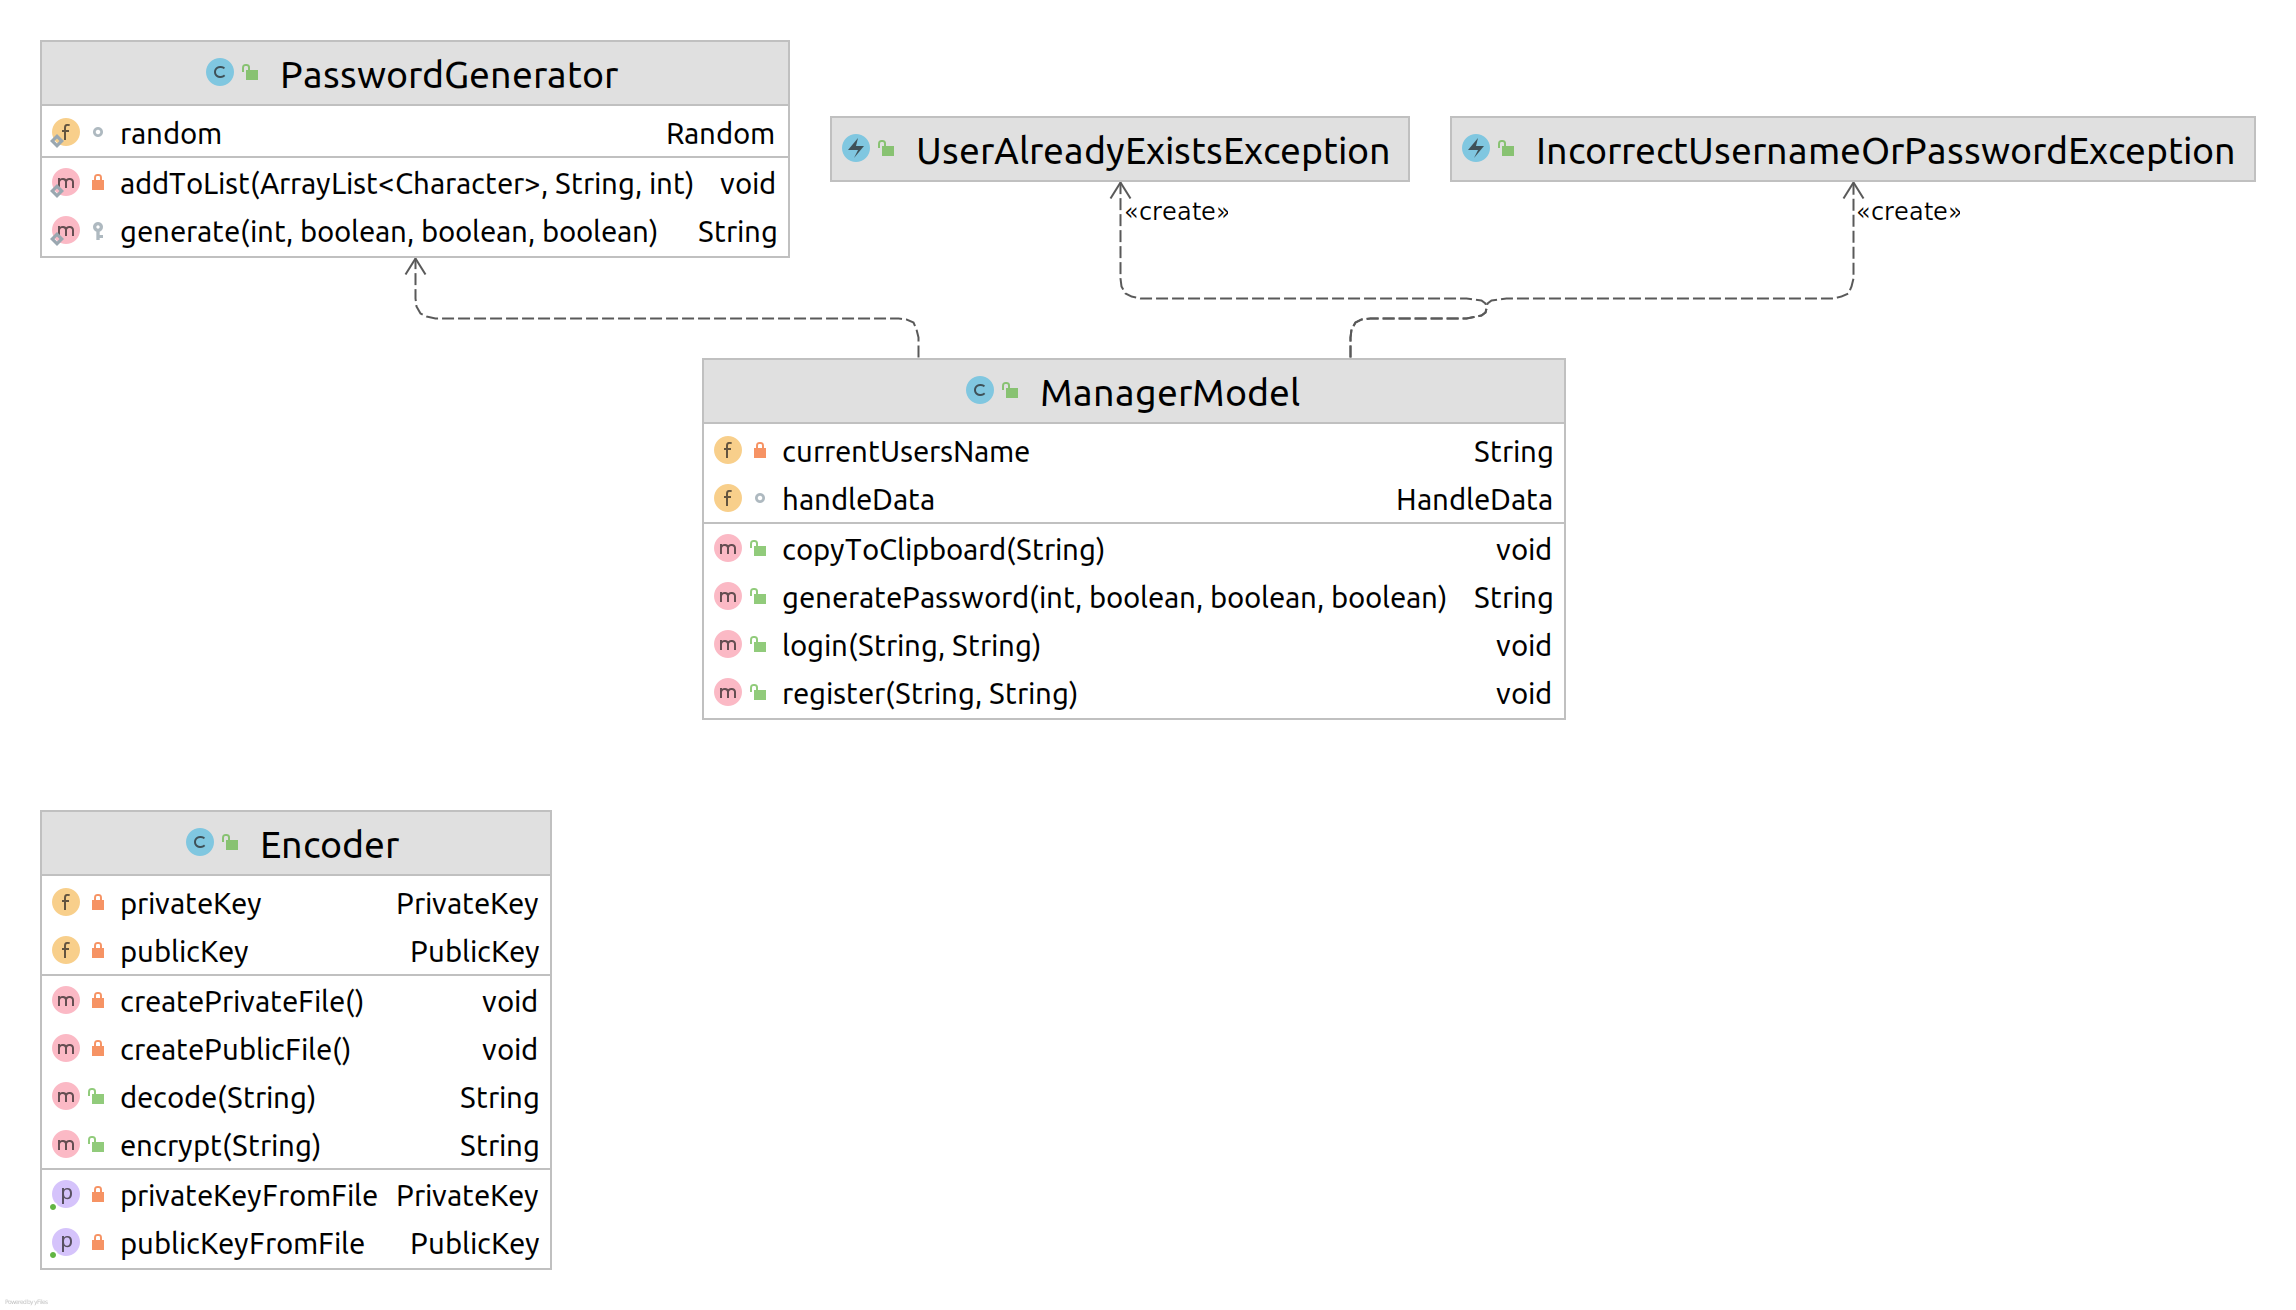 PasswordGenerator
random Random
addToList(ArrayList<Character>, String, int) void
generate(int, boolean, boolean, boolean) String
UserAlreadyExistsException
IncorrectUsernameOrPasswordException
«create»
«create»
ManagerModel
currentUsersName String
handleData HandleData
copyToClipboard(String) void
generatePassword(int, boolean, boolean, boolean) String
login(String, String) void
register(String, String) void
Encoder
privateKey PrivateKey
publicKey PublicKey
createPrivateFile() void
createPublicFile() void
decode(String) String
encrypt(String) String
privateKeyFromFile PrivateKey
publicKeyFromFile PublicKey
Powered by yFiles